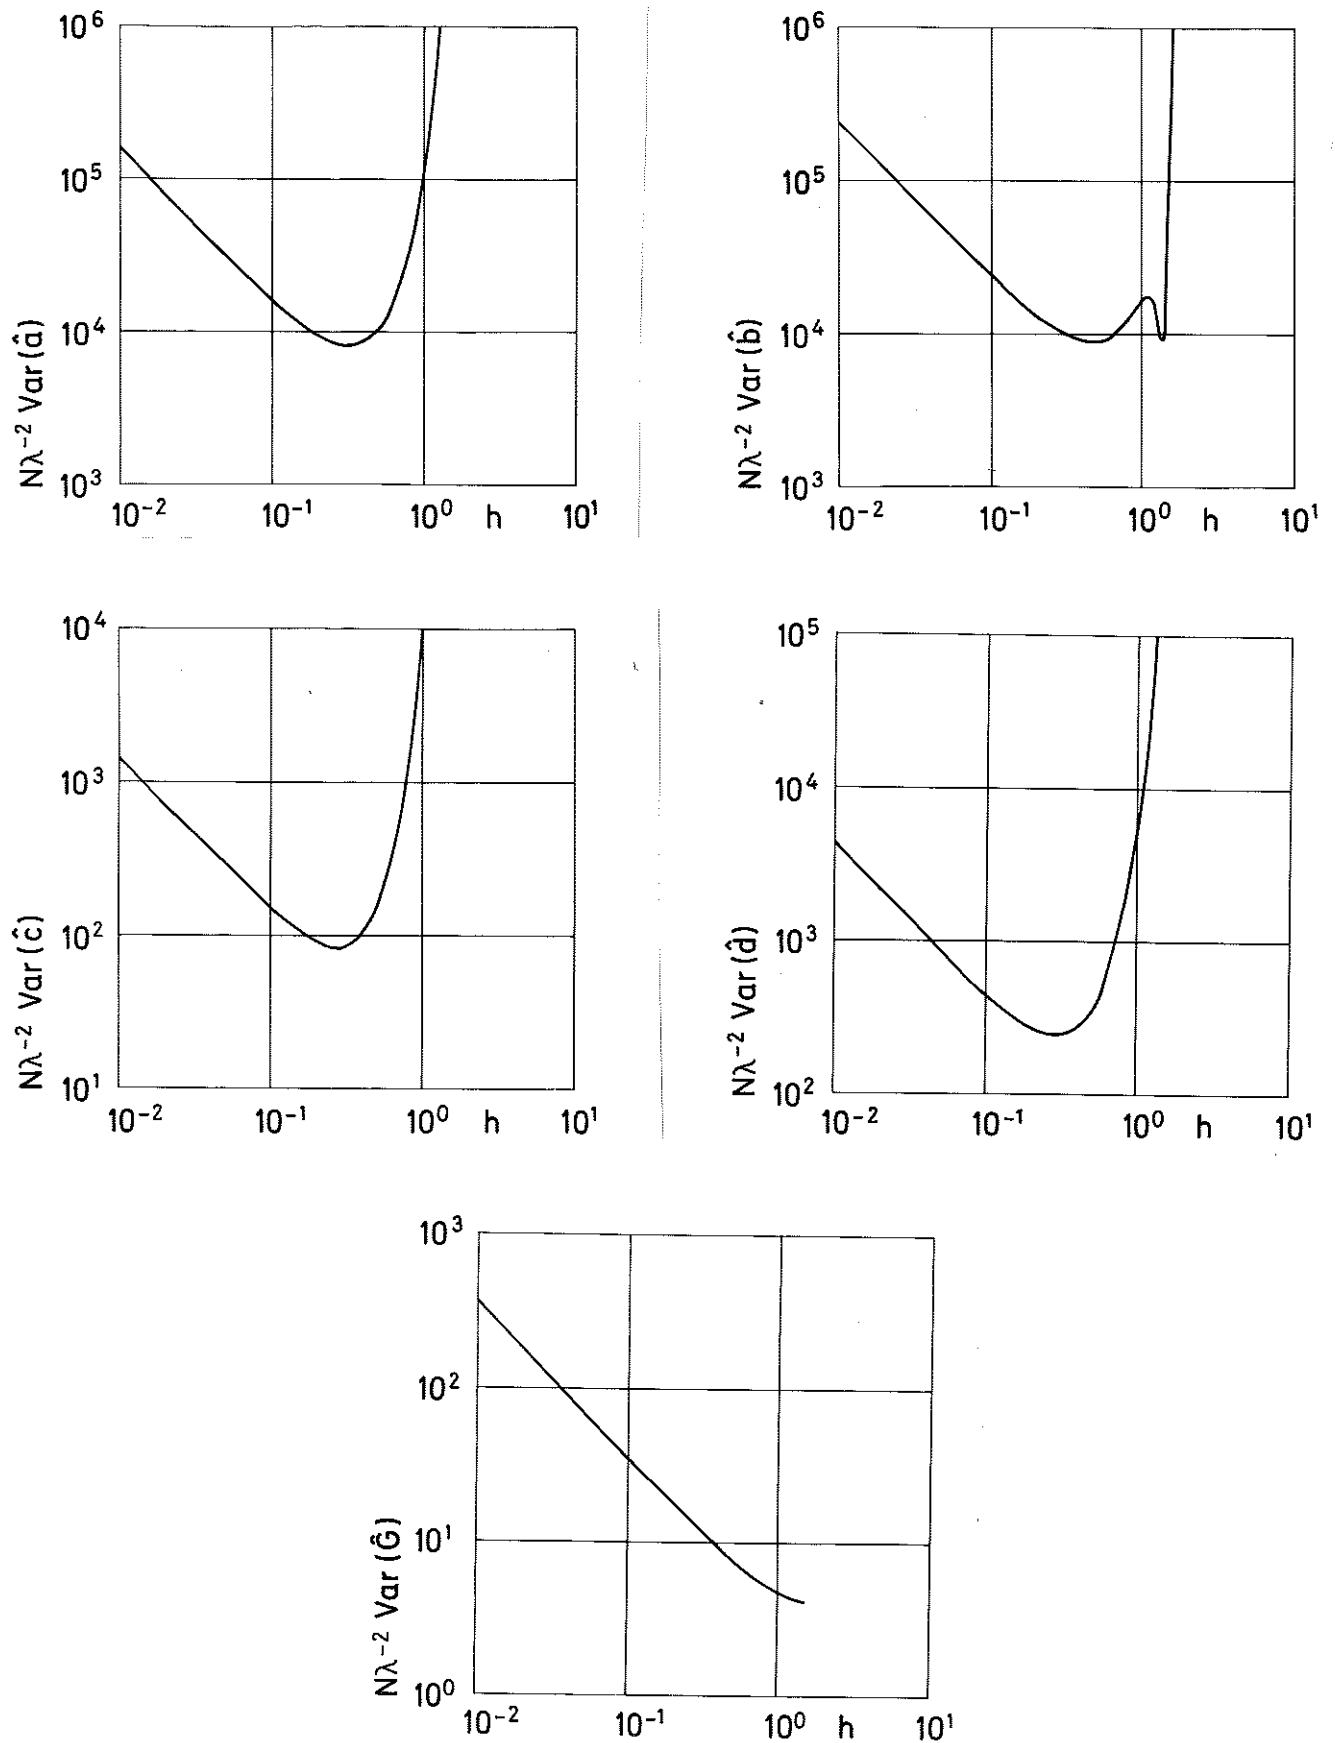 10⁶
10⁵
10⁴
10³
Nλ⁻² Var(â)
10⁻² 10⁻¹ 10⁰ h 10¹
10⁶
10⁵
10⁴
10³
Nλ⁻² Var(b̂)
10⁻² 10⁻¹ 10⁰ h 10¹
10⁴
10³
10²
10¹
Nλ⁻² Var(ĉ)
10⁻² 10⁻¹ 10⁰ h 10¹
10⁵
10⁴
10³
10²
Nλ⁻² Var(d̂)
10⁻² 10⁻¹ 10⁰ h 10¹
10³
10²
10¹
10⁰
Nλ⁻² Var(Ĝ)
10⁻² 10⁻¹ 10⁰ h 10¹